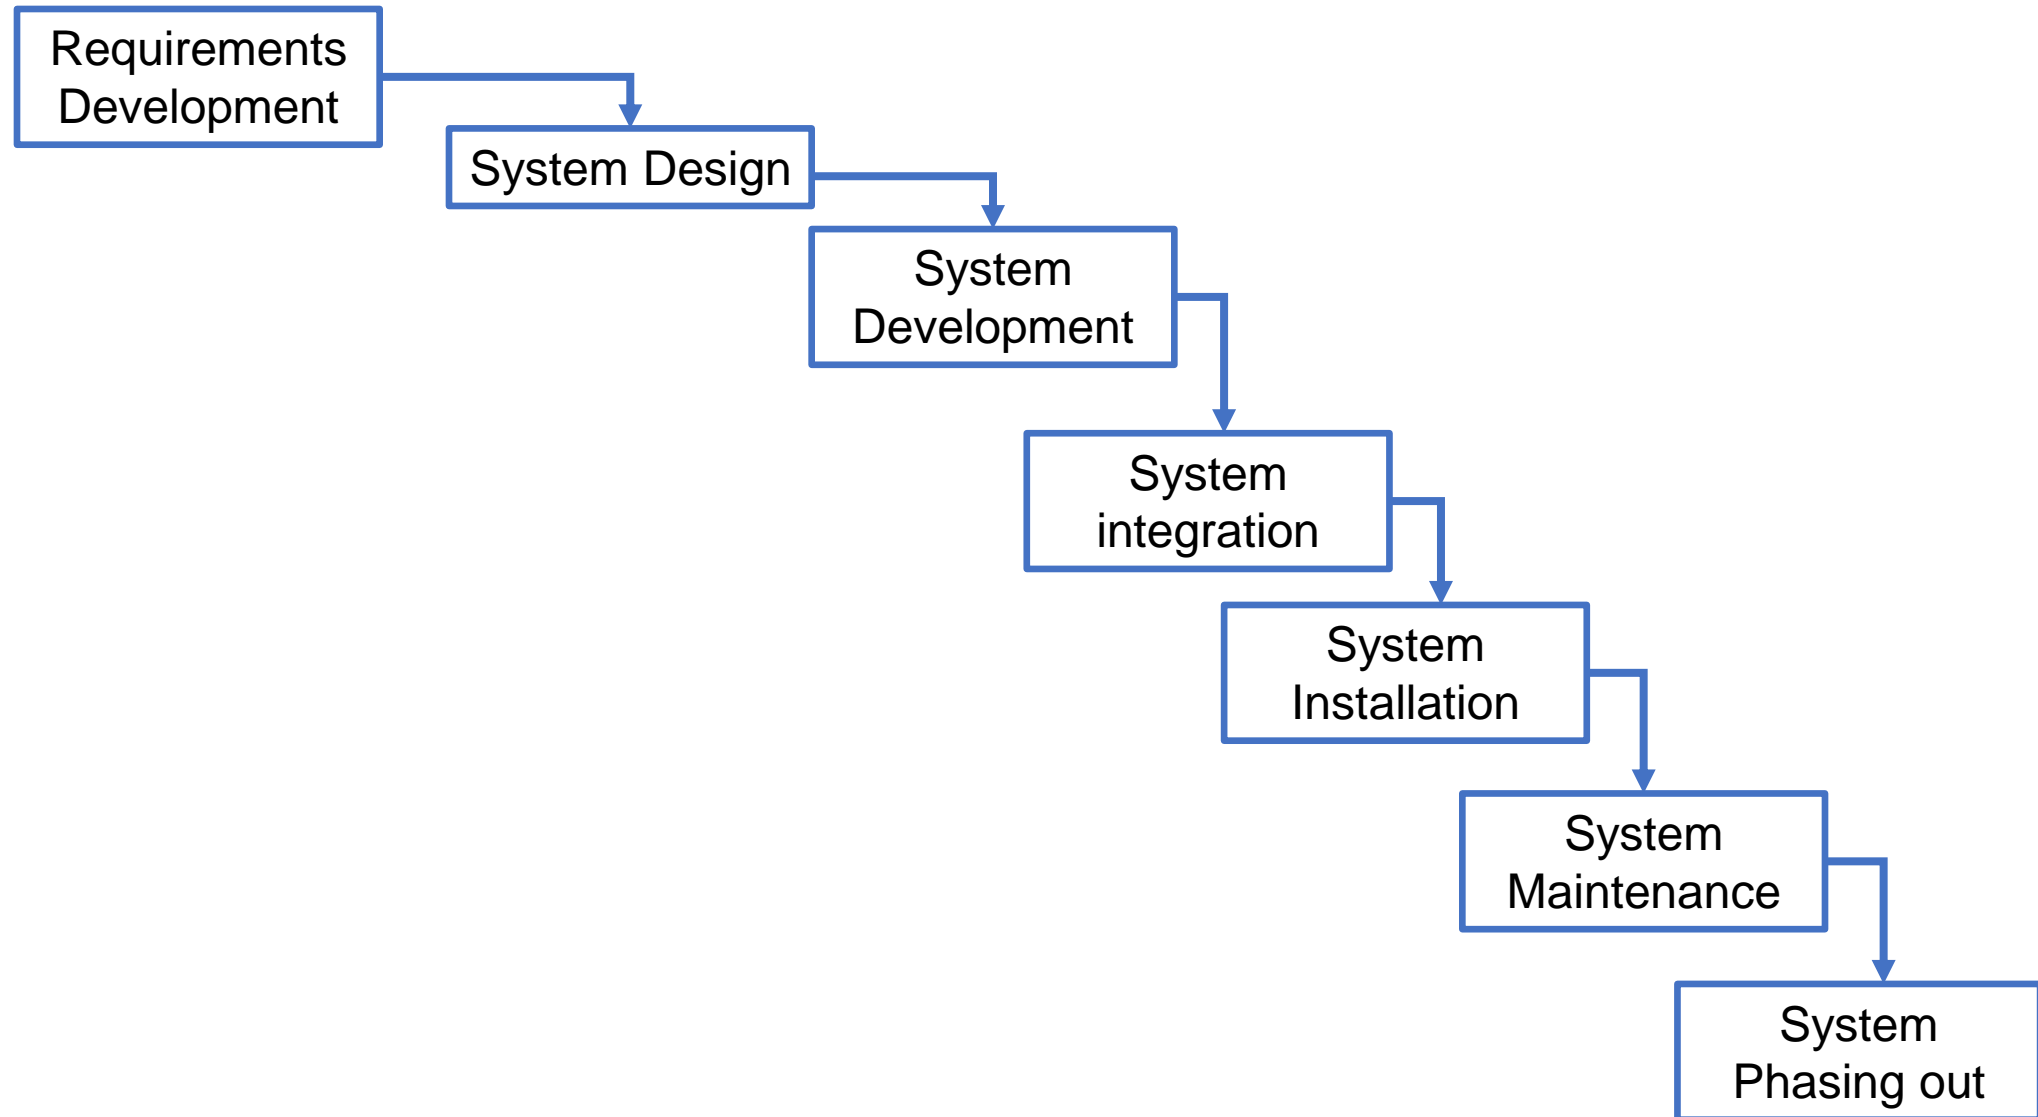 Requirements
Development
System Design
System
Development
System
integration
System
Installation
System
Maintenance
System
Phasing out